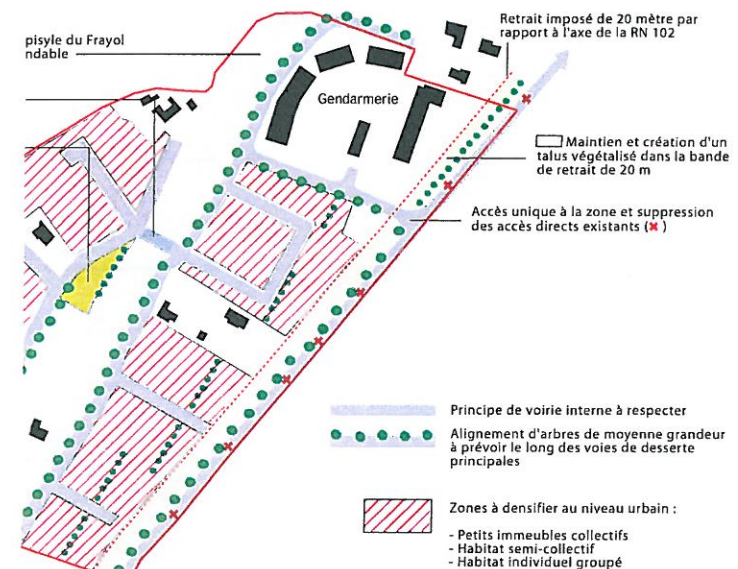 pisyle du Frayol
ndable
Retrait imposé de 20 mètre par
rapport à l'axe de la RN 102
Gendarmerie
Maintien et création d'un
talus végétalisé dans la bande
de retrait de 20 m
Accès unique à la zone et suppression
des accès directs existants (✖)
Principe de voirie interne à respecter
Alignement d'arbres de moyenne grandeur
à prévoir le long des voies de desserte
principales
Zones à densifier au niveau urbain :
- Petits immeubles collectifs
- Habitat semi-collectif
- Habitat individuel groupé